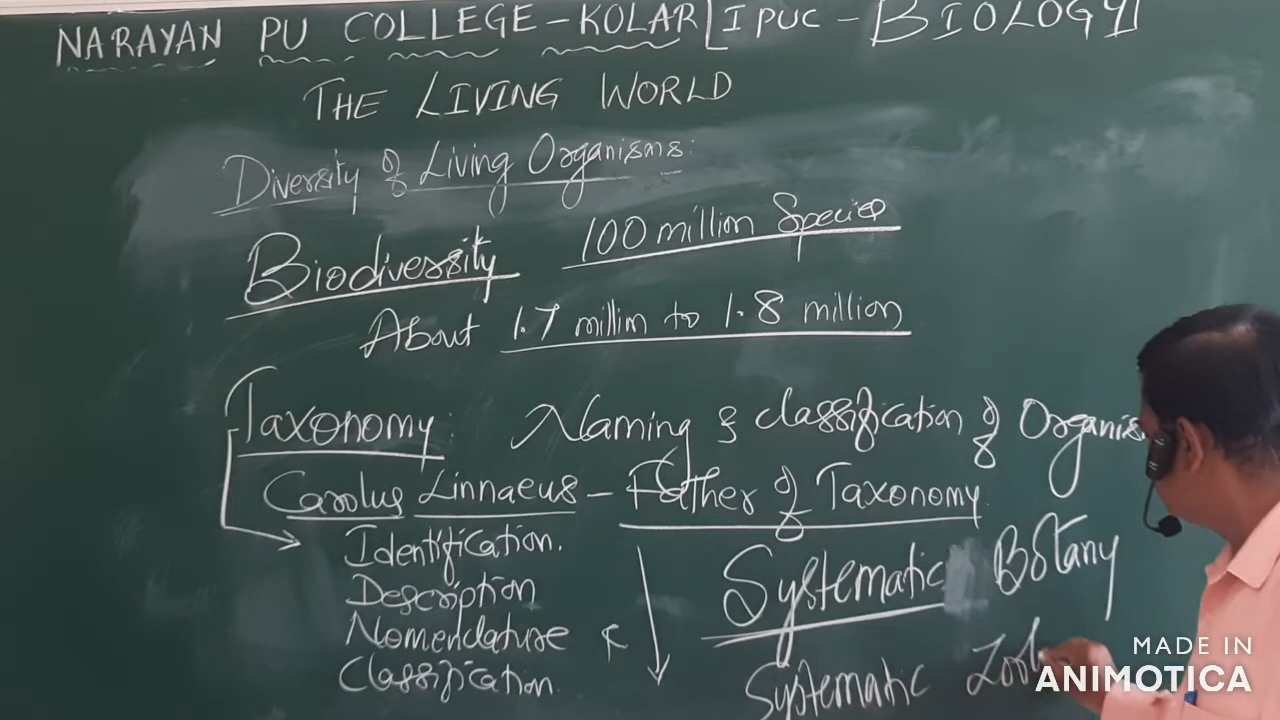 NARAYAN PU COLLEGE - KOLAR [I PUC - BIOLOGY]
THE LIVING WORLD
Diversity of Living Organisms:
Biodiversity 100 million Species
About 1.7 millim to 1.8 million
Taxonomy: Naming & classification of Organis
Carolus Linnaeus - Father of Taxonomy
Identification.
Description
Nomenclature
Classification.
Systematic Botany
Systematic Zool
MADE IN
ANIMOTICA